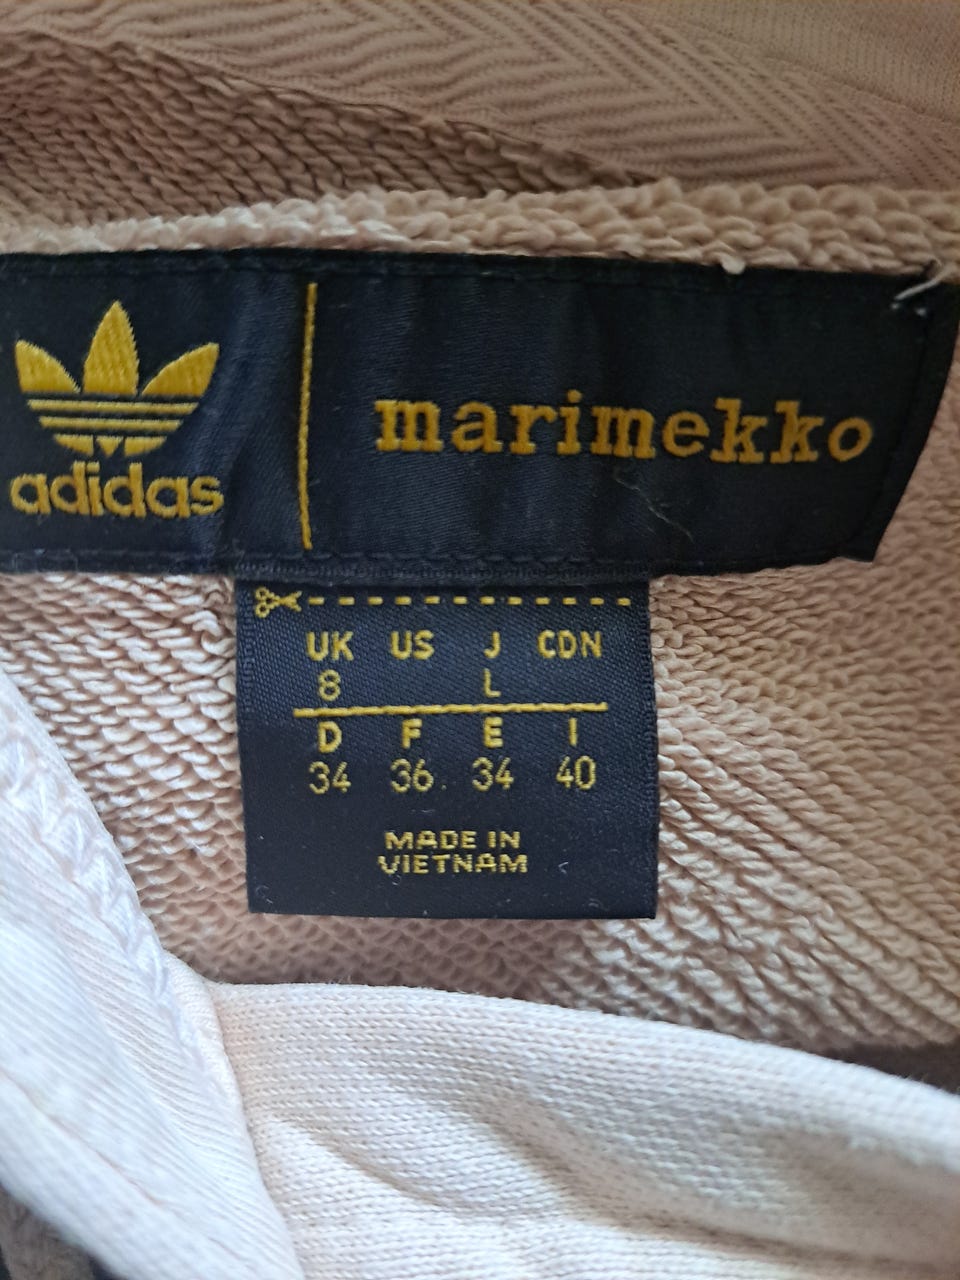 adidas
marimekko
UK US J CDN
8 L
D F E I
34 36 34 40
MADE IN
VIETNAM